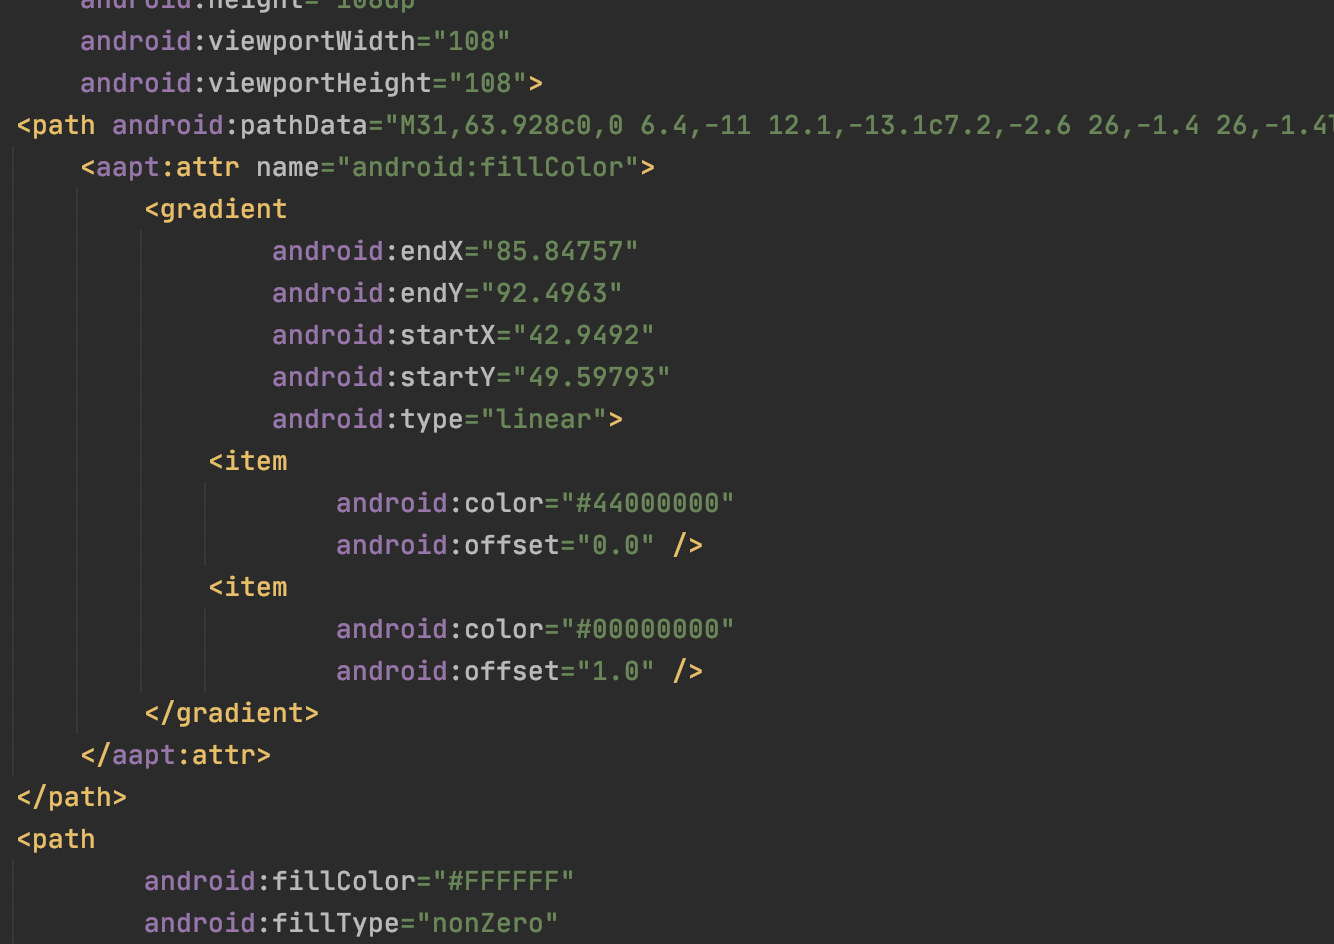 android:height="108dp"
android:viewportWidth="108"
android:viewportHeight="108">
<path android:pathData="M31,63.928c0,0 6.4,-11 12.1,-13.1c7.2,-2.6 26,-1.4 26,-1.4l
<aapt:attr name="android:fillColor">
<gradient
android:endX="85.84757"
android:endY="92.4963"
android:startX="42.9492"
android:startY="49.59793"
android:type="linear">
<item
android:color="#44000000"
android:offset="0.0" />
<item
android:color="#00000000"
android:offset="1.0" />
</gradient>
</aapt:attr>
</path>
<path
android:fillColor="#FFFFFF"
android:fillType="nonZero"